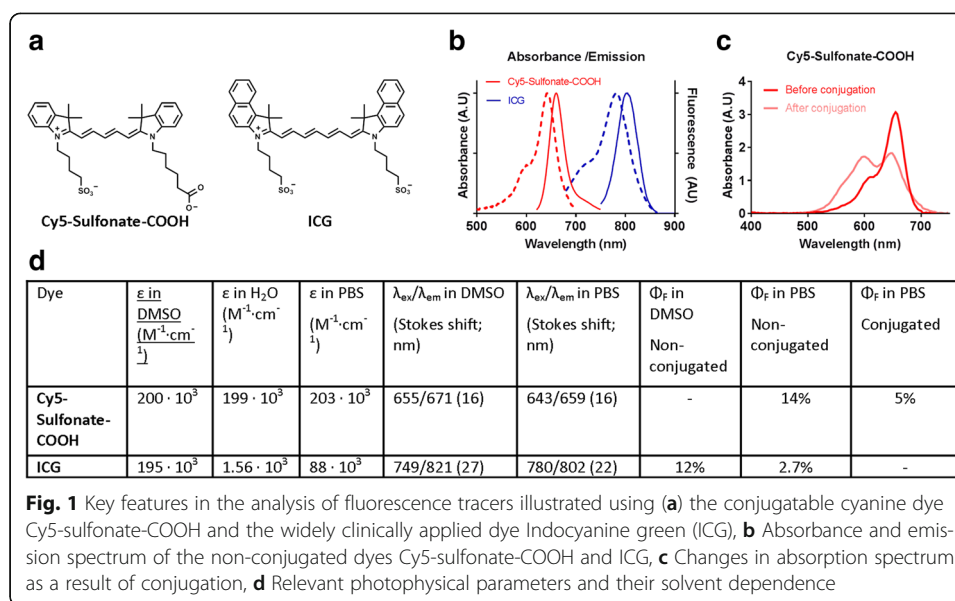 a
b
c
Absorbance /Emission
Cy5-Sulfonate-COOH
Cy5-Sulfonate-COOH
ICG
Absorbance (A.U)
Fluorescence (AU)
500 600 700 800 900
Wavelength (nm)
Before conjugation
After conjugation
Absorbance (A.U)
4
3
2
1
0
400 500 600 700
Wavelength (nm)
N
+
N
SO₃⁻
O
O⁻
Cy5-Sulfonate-COOH
N
+
N
SO₃⁻
SO₃⁻
ICG
d
Dye
ε in
DMSO
(M⁻¹·cm⁻
¹)
ε in H₂O
(M⁻¹·cm⁻
¹)
ε in PBS
(M⁻¹·cm⁻
¹)
λex/λem in DMSO
(Stokes shift;
nm)
λex/λem in PBS
(Stokes shift;
nm)
ΦF in
DMSO
Non-
conjugated
ΦF in PBS
Non-
conjugated
ΦF in PBS
Conjugated
Cy5-
Sulfonate-
COOH
200 · 10³
199 · 10³
203 · 10³
655/671 (16)
643/659 (16)
-
14%
5%
ICG
195 · 10³
1.56 · 10³
88 · 10³
749/821 (27)
780/802 (22)
12%
2.7%
-
Fig. 1 Key features in the analysis of fluorescence tracers illustrated using (a) the conjugatable cyanine dye
Cy5-sulfonate-COOH and the widely clinically applied dye Indocyanine green (ICG), b Absorbance and emis-
sion spectrum of the non-conjugated dyes Cy5-sulfonate-COOH and ICG, c Changes in absorption spectrum
as a result of conjugation, d Relevant photophysical parameters and their solvent dependence